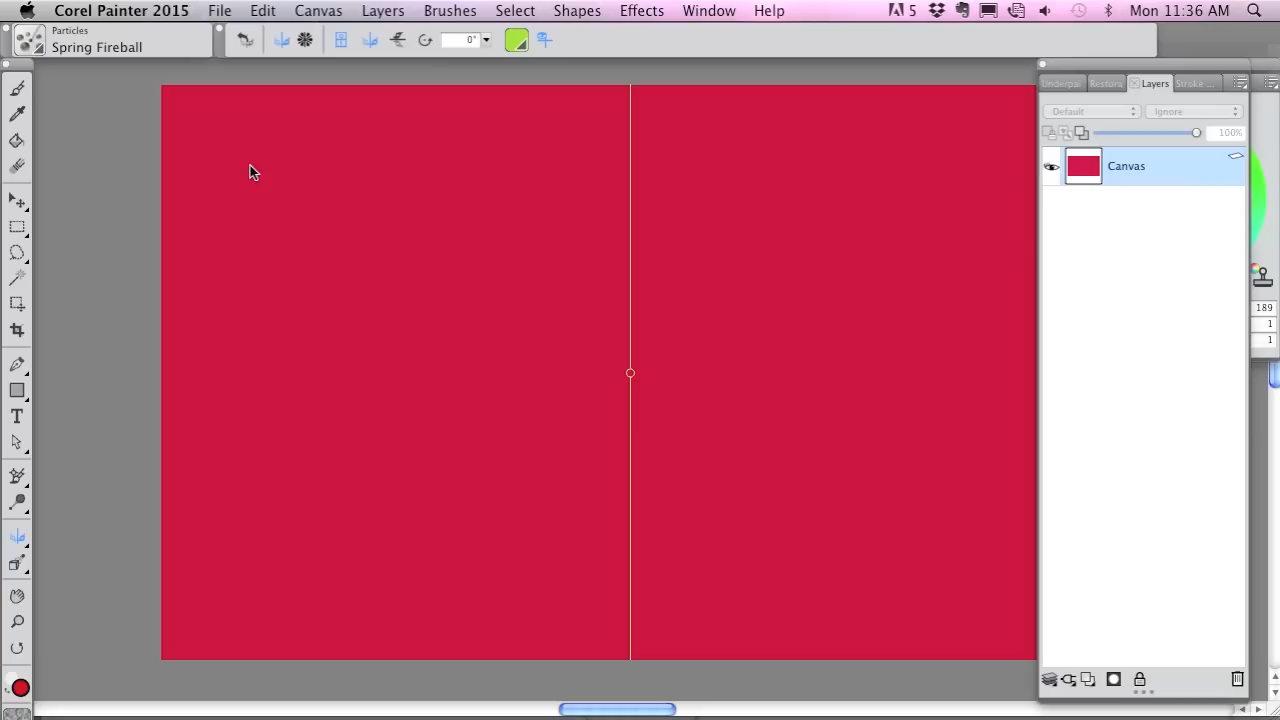 Corel Painter 2015 File Edit Canvas Layers Brushes Select Shapes Effects Window Help 5 Mon 11:36 AM
Particles
Spring Fireball
0°
Underpai Restora Layers Stroke ...
Default Ignore
100%
Canvas
189
1
1
T